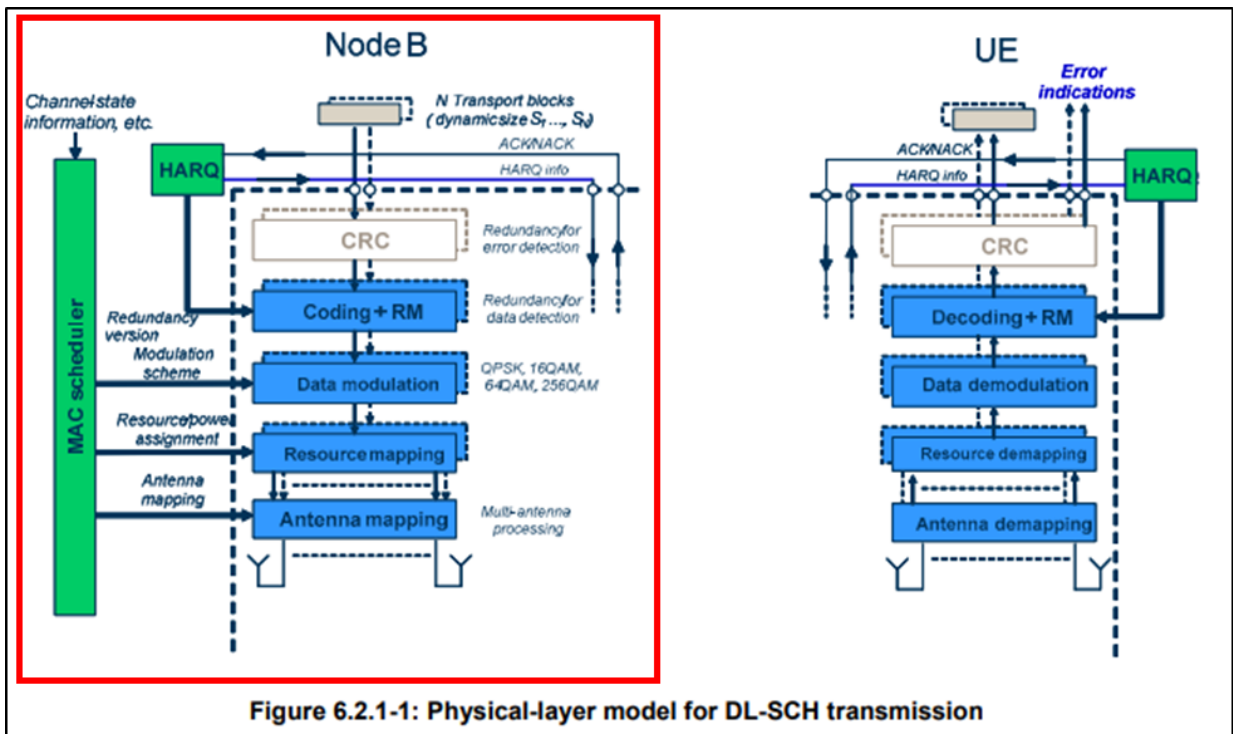 Node B
Channel-state
information, etc.
N Transport blocks
(dynamic size S1 ..., SN)
ACK/NACK
HARQ
HARQ info
CRC
Redundancy for
error detection
Coding + RM
Redundancy for
data detection
Redundancy
version
Modulation
scheme
Data modulation
QPSK, 16QAM,
64QAM, 256QAM
MAC scheduler
Resource/power
assignment
Resource mapping
Antenna
mapping
Antenna mapping
Multi-antenna
processing
UE
Error
indications
ACK/NACK
HARQ info
HARQ
CRC
Decoding + RM
Data demodulation
Resource demapping
Antenna demapping
Figure 6.2.1-1: Physical-layer model for DL-SCH transmission